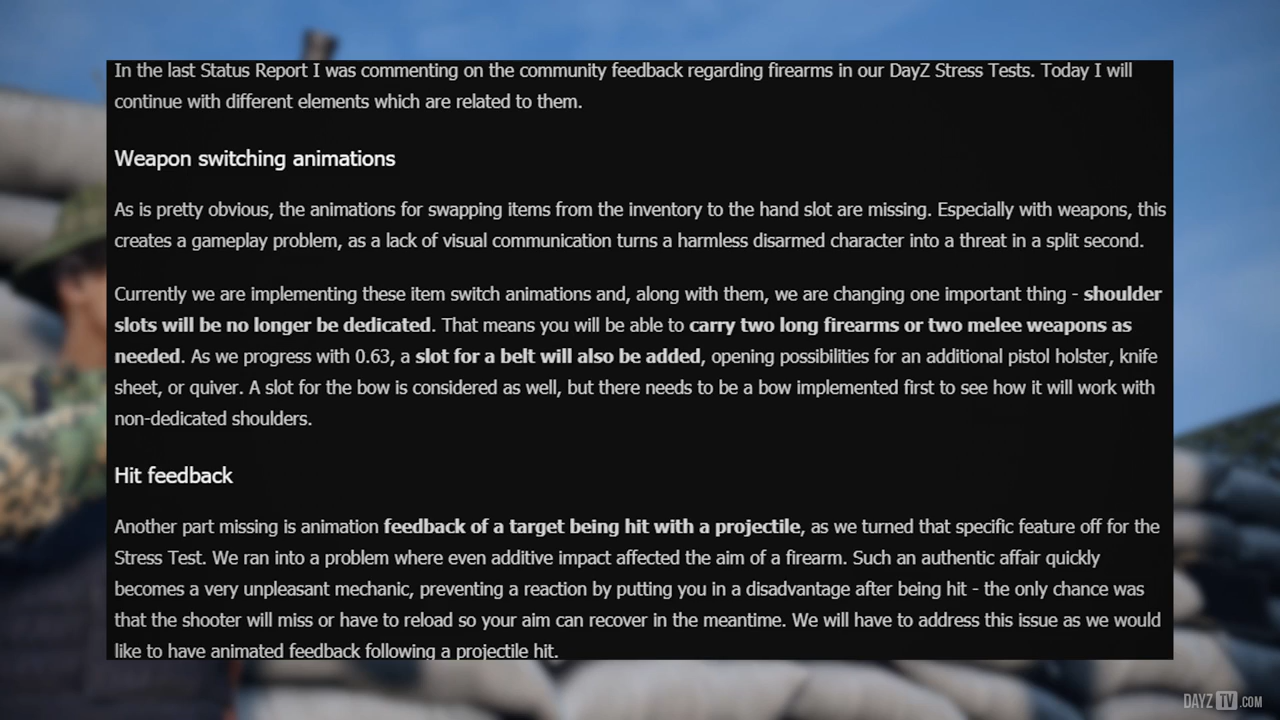 In the last Status Report I was commenting on the community feedback regarding firearms in our DayZ Stress Tests. Today I will
continue with different elements which are related to them.
Weapon switching animations
As is pretty obvious, the animations for swapping items from the inventory to the hand slot are missing. Especially with weapons, this
creates a gameplay problem, as a lack of visual communication turns a harmless disarmed character into a threat in a split second.
Currently we are implementing these item switch animations and, along with them, we are changing one important thing - shoulder
slots will be no longer be dedicated. That means you will be able to carry two long firearms or two melee weapons as
needed. As we progress with 0.63, a slot for a belt will also be added, opening possibilities for an additional pistol holster, knife
sheet, or quiver. A slot for the bow is considered as well, but there needs to be a bow implemented first to see how it will work with
non-dedicated shoulders.
Hit feedback
Another part missing is animation feedback of a target being hit with a projectile, as we turned that specific feature off for the
Stress Test. We ran into a problem where even additive impact affected the aim of a firearm. Such an authentic affair quickly
becomes a very unpleasant mechanic, preventing a reaction by putting you in a disadvantage after being hit - the only chance was
that the shooter will miss or have to reload so your aim can recover in the meantime. We will have to address this issue as we would
like to have animated feedback following a projectile hit.
DAYZ TV .COM